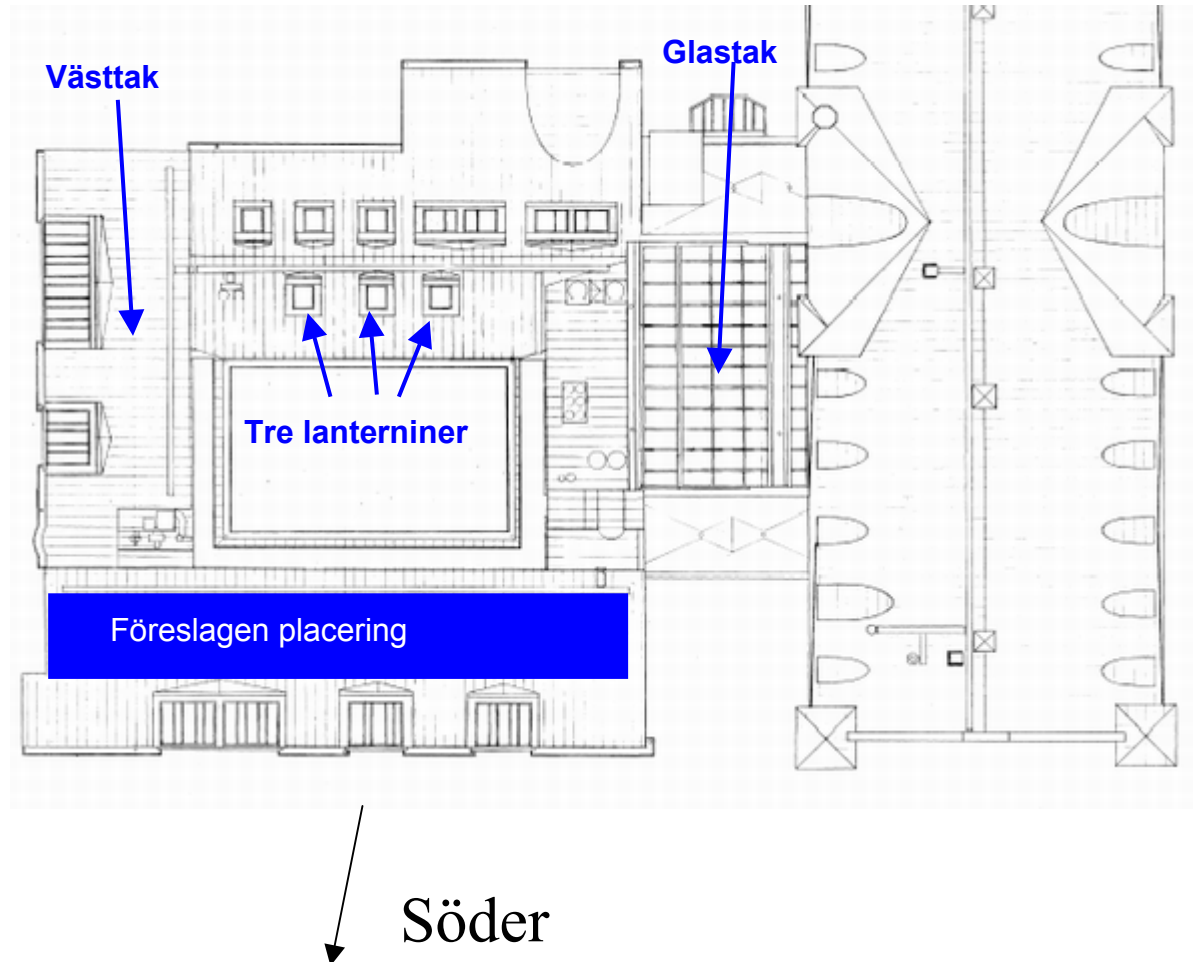 Västtak
Glastak
Tre lanterniner
Föreslagen placering
Söder